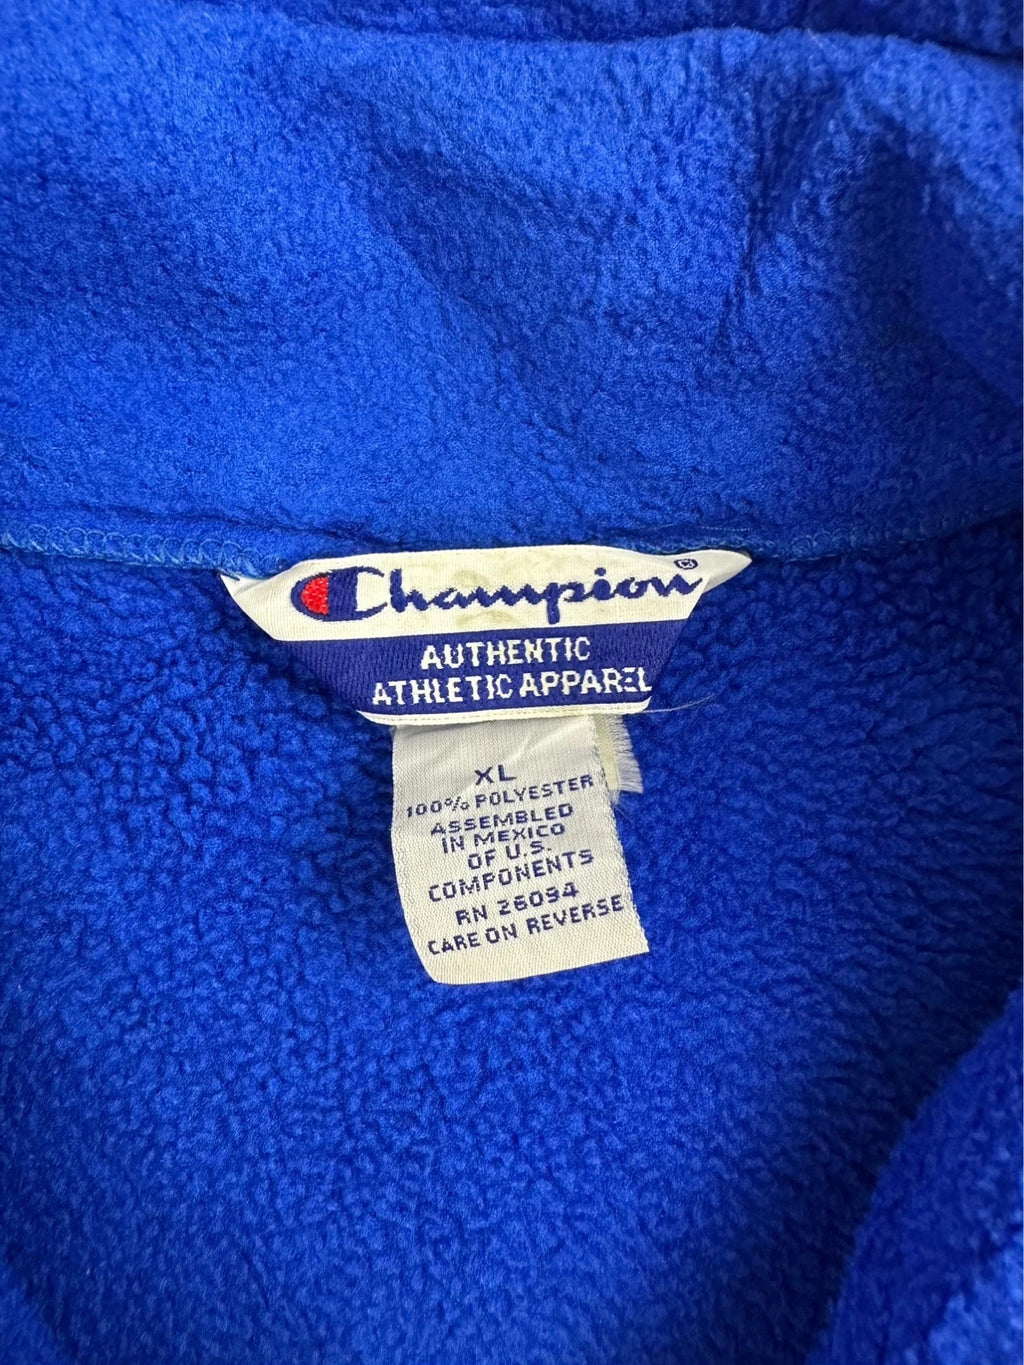 Champion®
AUTHENTIC
ATHLETIC APPAREL
XL
100% POLYESTER
ASSEMBLED
IN MEXICO
OF U.S.
COMPONENTS
RN 26094
CARE ON REVERSE